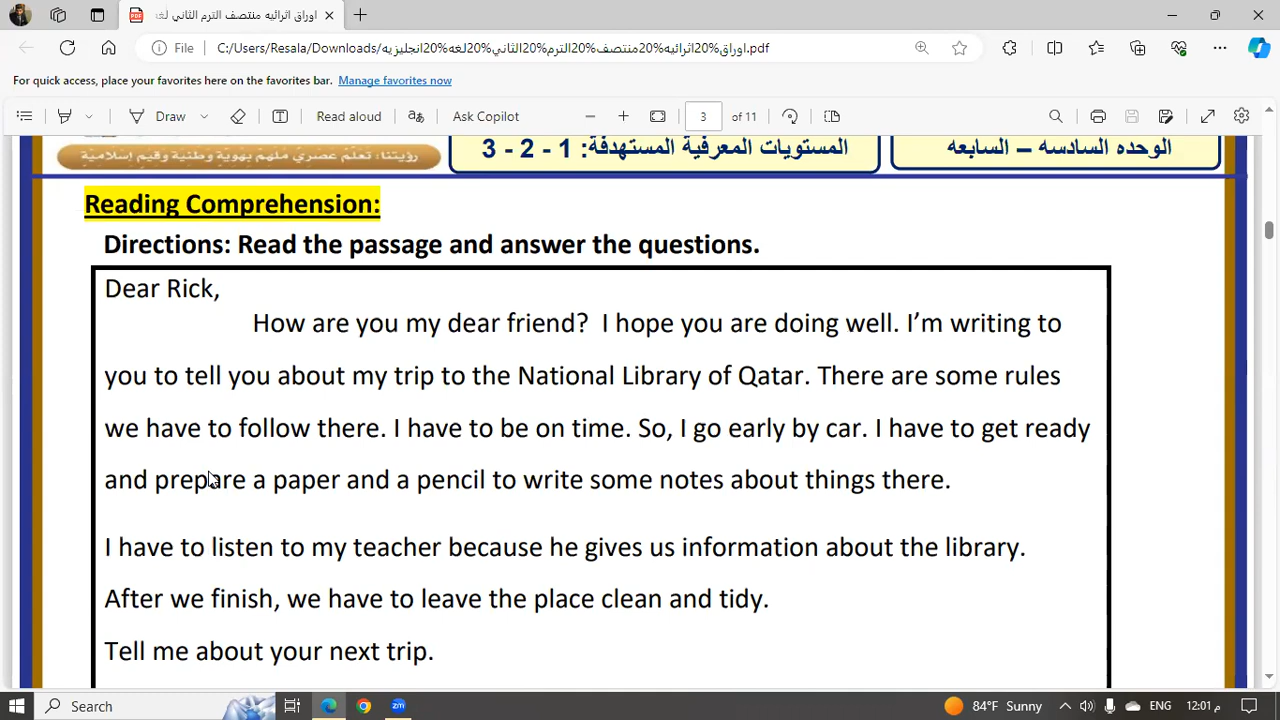 اوراق اثرائيه منتصف الترم الثاني لغه
File
C:/Users/Resala/Downloads/اوراق%20اثرائيه%20منتصف%20الترم%20الثاني%20لغه%20انجليزيه.pdf
For quick access, place your favorites here on the favorites bar. Manage favorites now
Draw
Read aloud
Ask Copilot
3
of 11
رؤيتنا: تعلم عصري ملهم بهوية وطنية وقيم إسلامية
المستويات المعرفية المستهدفة: 1 - 2 - 3
الوحده السادسه – السابعه
Reading Comprehension:
Directions: Read the passage and answer the questions.
Dear Rick,
How are you my dear friend? I hope you are doing well. I'm writing to
you to tell you about my trip to the National Library of Qatar. There are some rules
we have to follow there. I have to be on time. So, I go early by car. I have to get ready
and prepare a paper and a pencil to write some notes about things there.
I have to listen to my teacher because he gives us information about the library.
After we finish, we have to leave the place clean and tidy.
Tell me about your next trip.
Search
zm
84°F Sunny
ENG
12:01 م